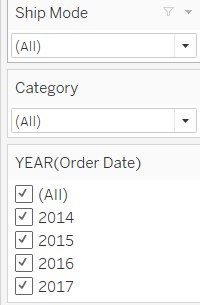 Ship Mode
(All)
Category
(All)
YEAR(Order Date)
(All)
2014
2015
2016
2017